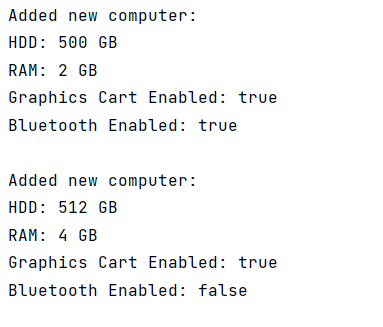 Added new computer:
HDD: 500 GB
RAM: 2 GB
Graphics Cart Enabled: true
Bluetooth Enabled: true

Added new computer:
HDD: 512 GB
RAM: 4 GB
Graphics Cart Enabled: true
Bluetooth Enabled: false